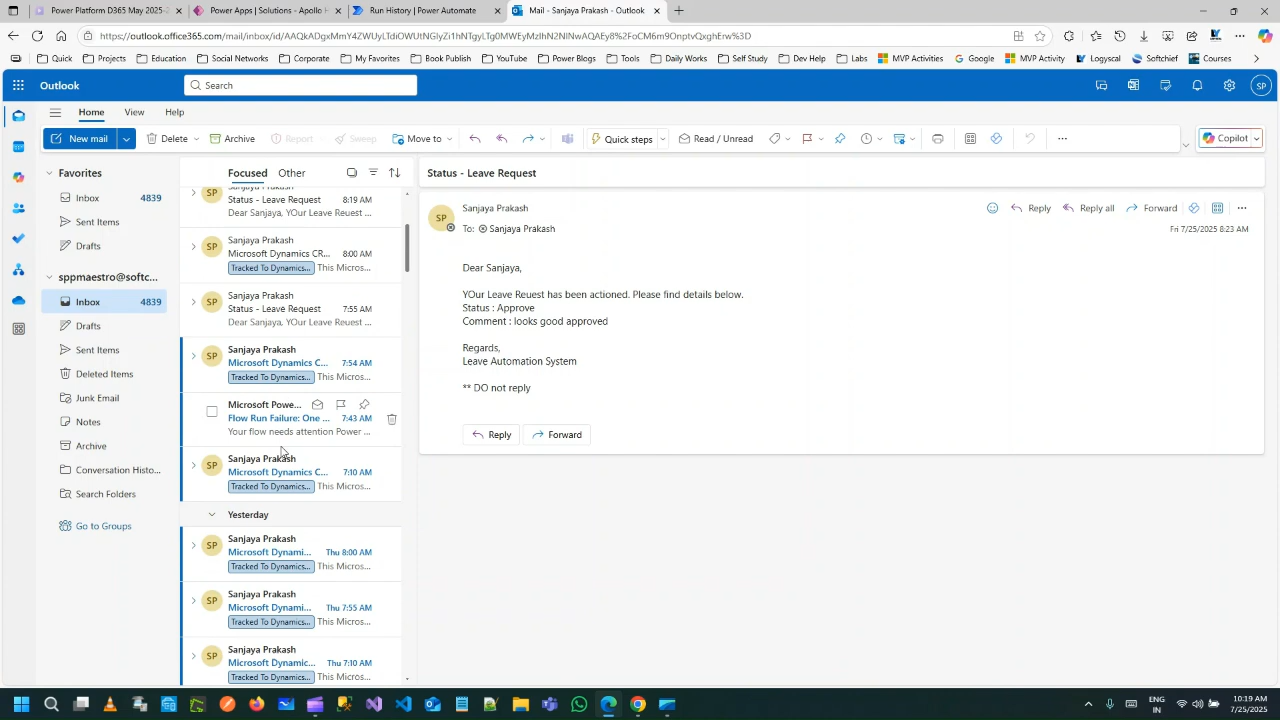 Power Platform D365 May 2025-
Power Apps | Solutions - Apollo H
Run History | Power Automate
Mail - Sanjaya Prakash - Outlook
https://outlook.office365.com/mail/inbox/id/
Quick Projects Education Social Networks Corporate My Favorites Book Publish YouTube Power Blogs Tools Daily Works Self Study Dev Help Labs MVP Activities Google MVP Activity Logyscal Softchief Courses
Outlook
Search
SP
Home View Help
New mail Delete Archive Report Sweep Move to Quick steps Read / Unread Copilot
Favorites
Inbox 4839
Sent Items
Drafts
sppmaestro@softc...
Inbox 4839
Drafts
Sent Items
Deleted Items
Junk Email
Notes
Archive
Conversation Histo...
Search Folders
Go to Groups
Focused Other
SP
Sanjaya Prakash
Status - Leave Request 8:19 AM
Dear Sanjaya, YOur Leave Reuest ...
SP
Sanjaya Prakash
Microsoft Dynamics CR... 8:00 AM
Tracked To Dynamics... This Micros...
SP
Sanjaya Prakash
Status - Leave Request 7:55 AM
Dear Sanjaya, YOur Leave Reuest ...
SP
Sanjaya Prakash
Microsoft Dynamics C... 7:54 AM
Tracked To Dynamics... This Micros...
Microsoft Powe...
Flow Run Failure: One ... 7:43 AM
Your flow needs attention Power ...
SP
Sanjaya Prakash
Microsoft Dynamics C... 7:10 AM
Tracked To Dynamics... This Micros...
Yesterday
SP
Sanjaya Prakash
Microsoft Dynami... Thu 8:00 AM
Tracked To Dynamics... This Micros...
SP
Sanjaya Prakash
Microsoft Dynami... Thu 7:55 AM
Tracked To Dynamics... This Micros...
SP
Sanjaya Prakash
Microsoft Dynamic... Thu 7:10 AM
Tracked To Dynamics... This Micros...
Status - Leave Request
SP
Sanjaya Prakash
Reply Reply all Forward
To: Sanjaya Prakash
Fri 7/25/2025 8:23 AM
Dear Sanjaya,
YOur Leave Reuest has been actioned. Please find details below.
Status : Approve
Comment : looks good approved
Regards,
Leave Automation System
** DO not reply
Reply Forward
ENG
IN
10:19 AM
7/25/2025